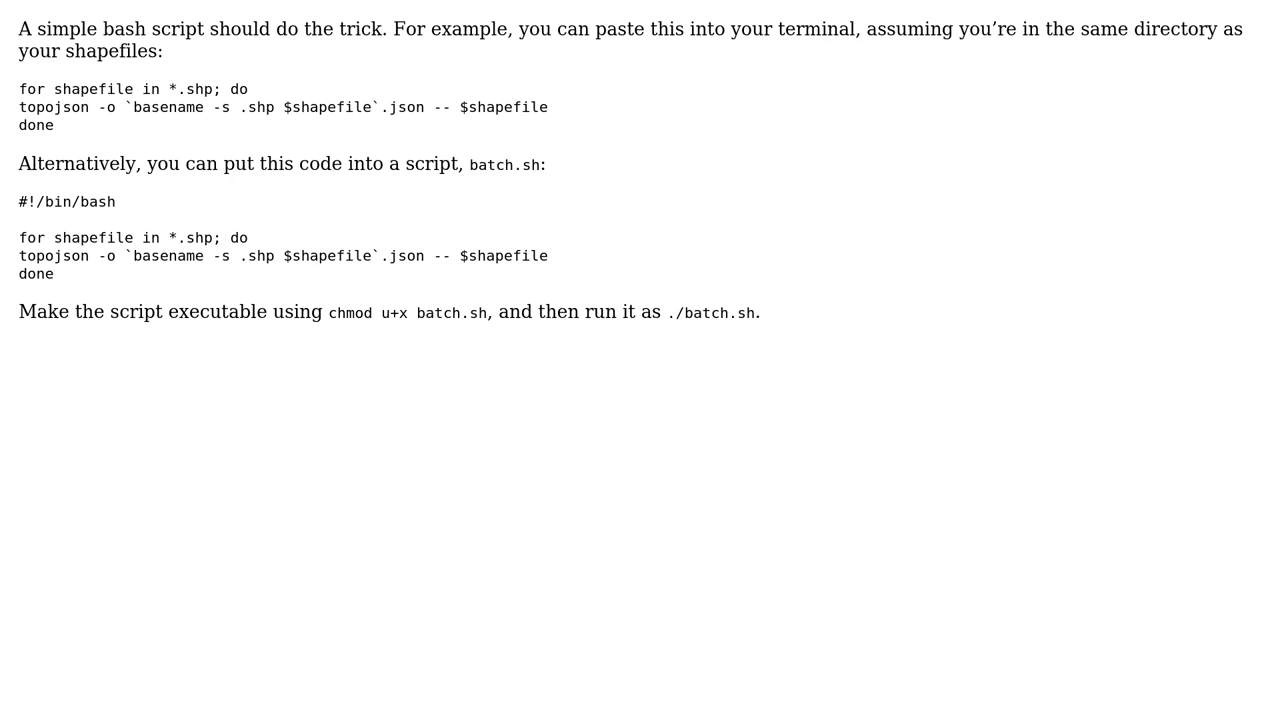 A simple bash script should do the trick. For example, you can paste this into your terminal, assuming you’re in the same directory as
your shapefiles:
for shapefile in *.shp; do
topojson -o `basename -s .shp $shapefile`.json -- $shapefile
done
Alternatively, you can put this code into a script, batch.sh:
#!/bin/bash
for shapefile in *.shp; do
topojson -o `basename -s .shp $shapefile`.json -- $shapefile
done
Make the script executable using chmod u+x batch.sh, and then run it as ./batch.sh.